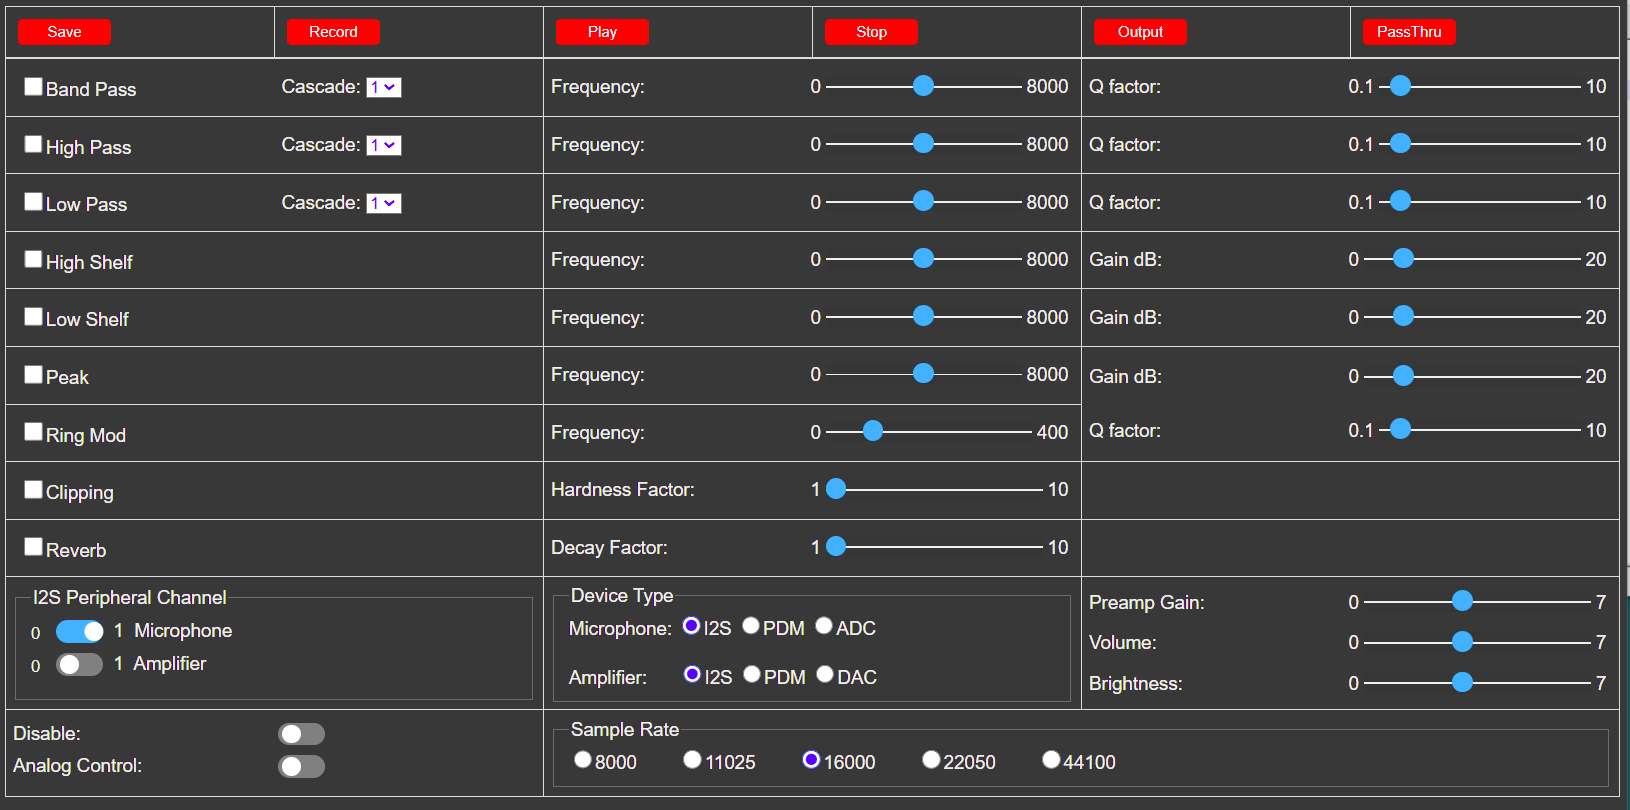 Save Record Play Stop Output PassThru
Band Pass Cascade: 1 Frequency: 0 8000 Q factor: 0.1 10
High Pass Cascade: 1 Frequency: 0 8000 Q factor: 0.1 10
Low Pass Cascade: 1 Frequency: 0 8000 Q factor: 0.1 10
High Shelf Frequency: 0 8000 Gain dB: 0 20
Low Shelf Frequency: 0 8000 Gain dB: 0 20
Peak Frequency: 0 8000 Gain dB: 0 20
Ring Mod Frequency: 0 400 Q factor: 0.1 10
Clipping Hardness Factor: 1 10
Reverb Decay Factor: 1 10
I2S Peripheral Channel
0 1 Microphone
0 1 Amplifier
Device Type
Microphone: I2S PDM ADC
Amplifier: I2S PDM DAC
Preamp Gain: 0 7
Volume: 0 7
Brightness: 0 7
Disable:
Analog Control:
Sample Rate
8000 11025 16000 22050 44100